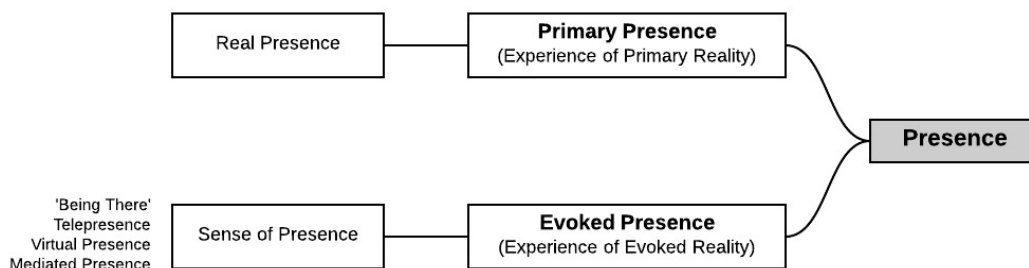 Real Presence
Primary Presence
(Experience of Primary Reality)
Presence
'Being There'
Telepresence
Virtual Presence
Mediated Presence
Sense of Presence
Evoked Presence
(Experience of Evoked Reality)